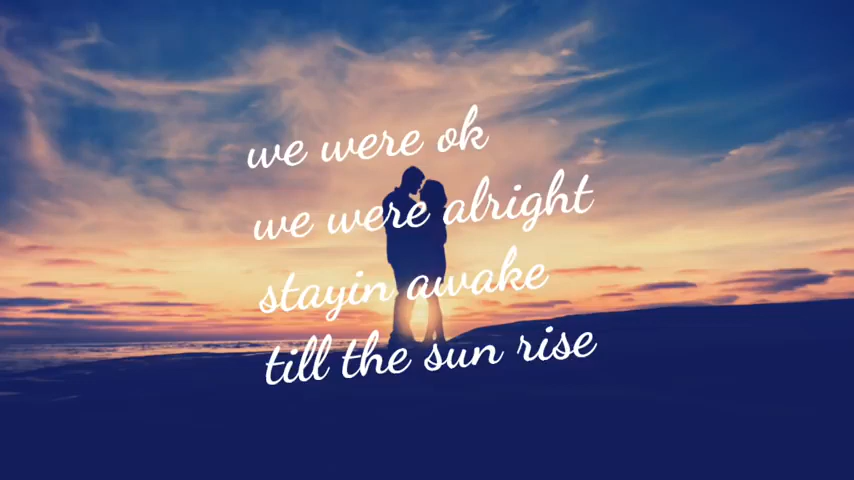 we were ok
we were alright
stayin awake
till the sun rise